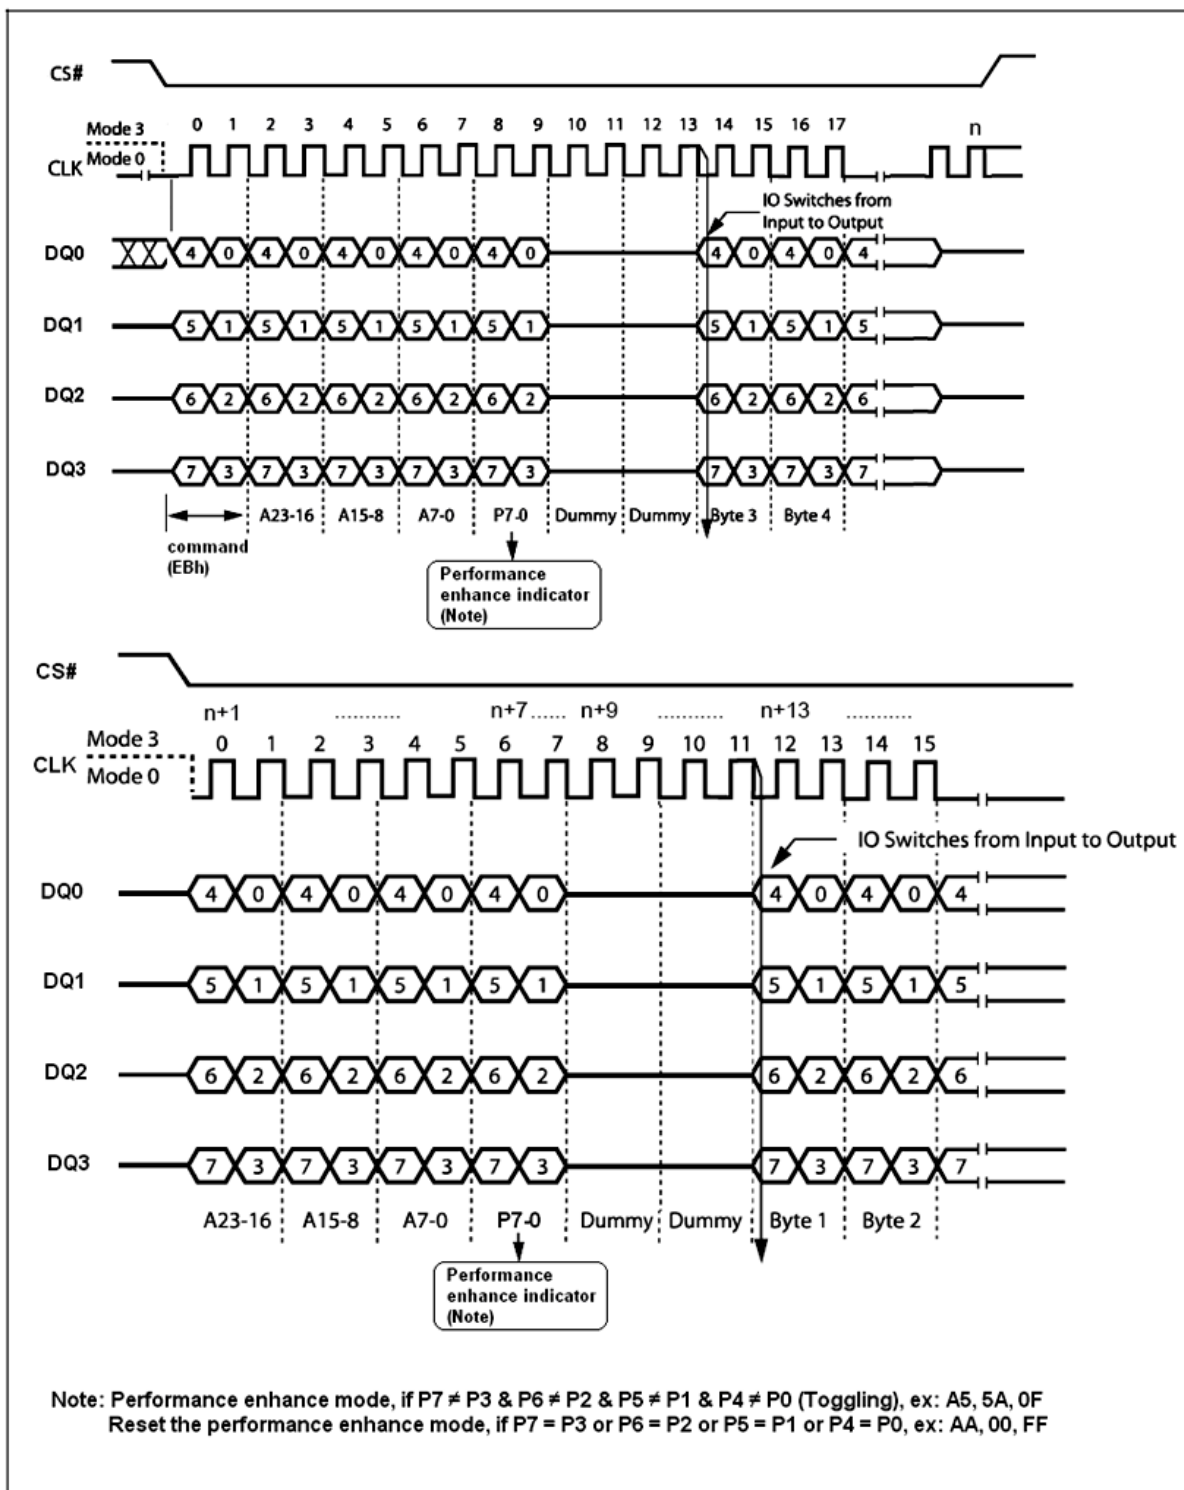 CS#
Mode 3
0 1 2 3 4 5 6 7 8 9 10 11 12 13 14 15 16 17 n
CLK Mode 0
IO Switches from
Input to Output
DQ0 4 0 4 0 4 0 4 0 4 0 4 0 4 0 4
DQ1 5 1 5 1 5 1 5 1 5 1 5 1 5 1 5
DQ2 6 2 6 2 6 2 6 2 6 2 6 2 6 2 6
DQ3 7 3 7 3 7 3 7 3 7 3 7 3 7 3 7
A23-16 A15-8 A7-0 P7-0 Dummy Dummy Byte 3 Byte 4
command
(EBh)
Performance
enhance indicator
(Note)
CS#
n+1 ............ n+7 ...... n+9 ............ n+13 ............
Mode 3 0 1 2 3 4 5 6 7 8 9 10 11 12 13 14 15
CLK
Mode 0
IO Switches from Input to Output
DQ0 4 0 4 0 4 0 4 0 4 0 4 0 4
DQ1 5 1 5 1 5 1 5 1 5 1 5 1 5
DQ2 6 2 6 2 6 2 6 2 6 2 6 2 6
DQ3 7 3 7 3 7 3 7 3 7 3 7 3 7
A23-16 A15-8 A7-0 P7-0 Dummy Dummy Byte 1 Byte 2
Performance
enhance indicator
(Note)
Note: Performance enhance mode, if P7 ≠ P3 & P6 ≠ P2 & P5 ≠ P1 & P4 ≠ P0 (Toggling), ex: A5, 5A, 0F
Reset the performance enhance mode, if P7 = P3 or P6 = P2 or P5 = P1 or P4 = P0, ex: AA, 00, FF